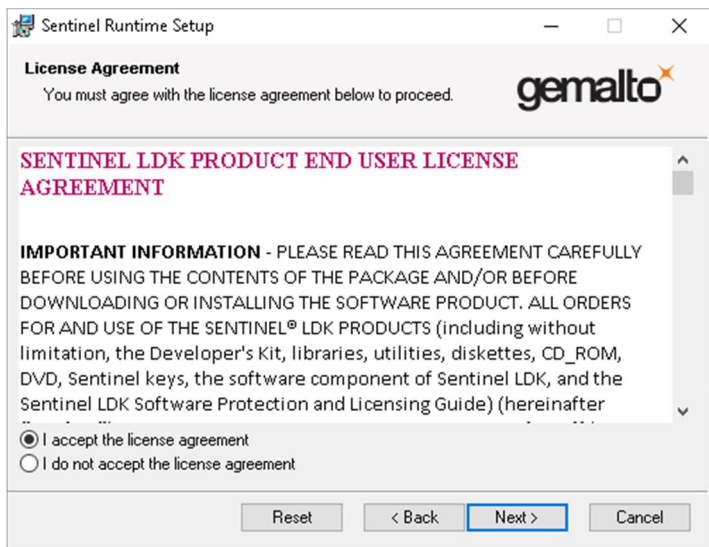 Sentinel Runtime Setup
License Agreement
You must agree with the license agreement below to proceed.
gemalto
SENTINEL LDK PRODUCT END USER LICENSE
AGREEMENT
IMPORTANT INFORMATION - PLEASE READ THIS AGREEMENT CAREFULLY
BEFORE USING THE CONTENTS OF THE PACKAGE AND/OR BEFORE
DOWNLOADING OR INSTALLING THE SOFTWARE PRODUCT. ALL ORDERS
FOR AND USE OF THE SENTINEL® LDK PRODUCTS (including without
limitation, the Developer's Kit, libraries, utilities, diskettes, CD_ROM,
DVD, Sentinel keys, the software component of Sentinel LDK, and the
Sentinel LDK Software Protection and Licensing Guide) (hereinafter
I accept the license agreement
I do not accept the license agreement
Reset
< Back
Next >
Cancel